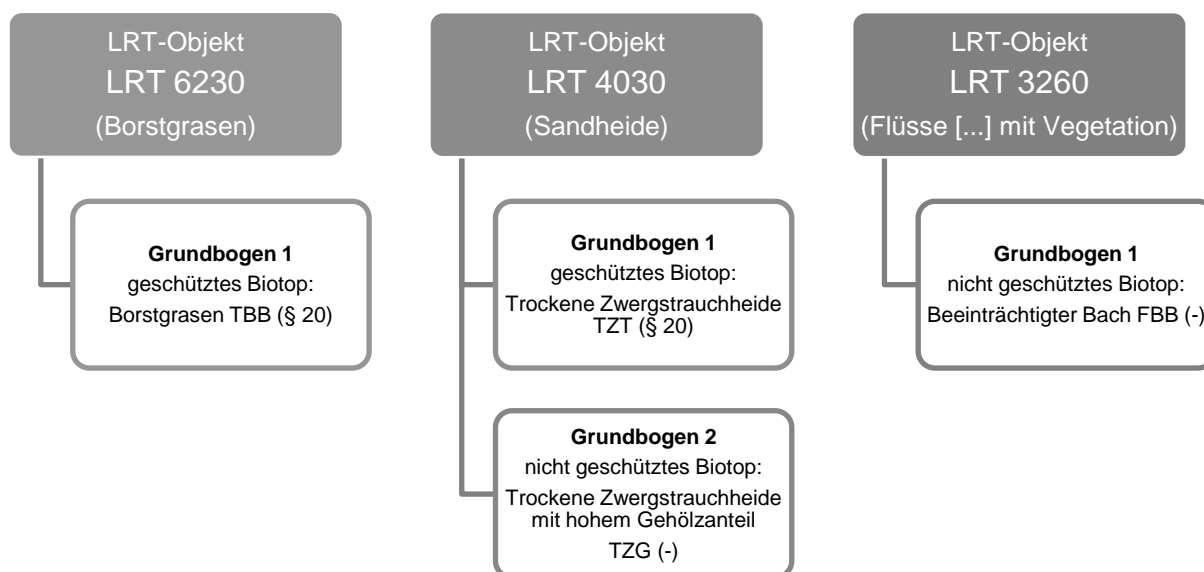 LRT-Objekt
LRT 6230
(Borstgrasen)
Grundbogen 1
geschütztes Biotop:
Borstgrasen TBB (§ 20)
LRT-Objekt
LRT 4030
(Sandheide)
Grundbogen 1
geschütztes Biotop:
Trockene Zwergstrauchheide
TZT (§ 20)
Grundbogen 2
nicht geschütztes Biotop:
Trockene Zwergstrauchheide
mit hohem Gehölzanteil
TZG (-)
LRT-Objekt
LRT 3260
(Flüsse [...] mit Vegetation)
Grundbogen 1
nicht geschütztes Biotop:
Beeinträchtigter Bach FBB (-)